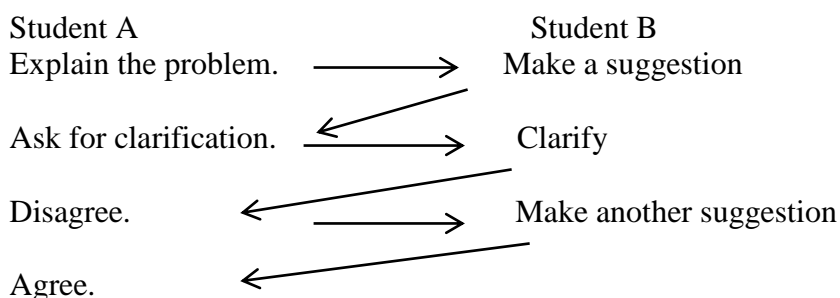 Student A Student B
Explain the problem. Make a suggestion
Ask for clarification. Clarify
Disagree. Make another suggestion
Agree.